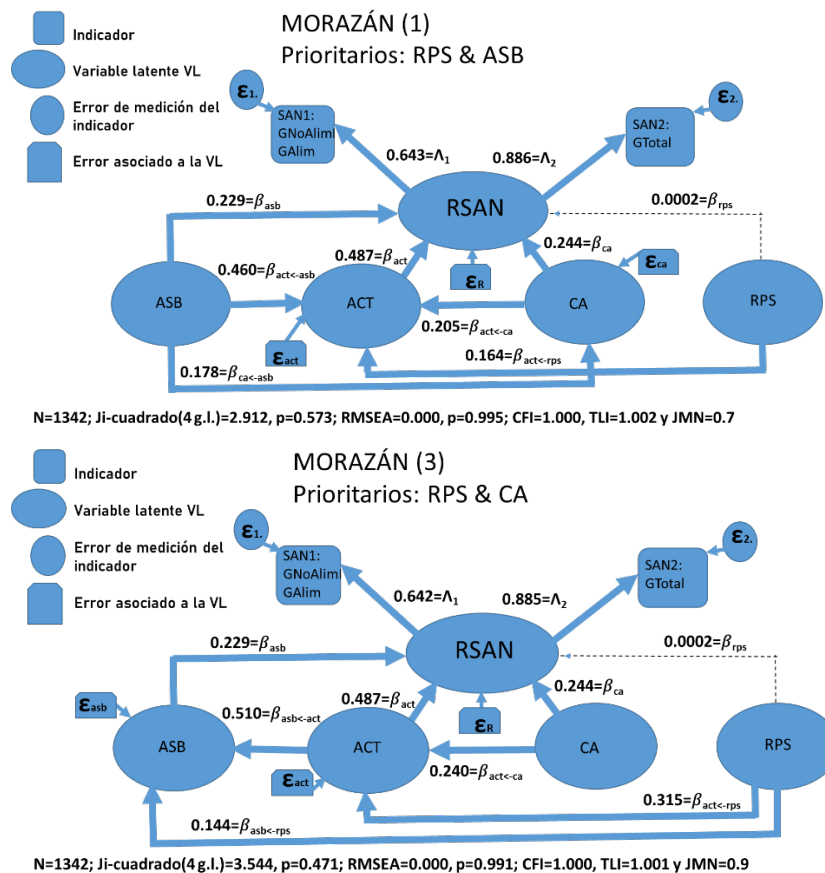 MORAZÁN (1)
Prioritarios: RPS & ASB
Indicador
Variable latente VL
Error de medición del
indicador
Error asociado a la VL
ε1.
SAN1:
GNoAliml
GAlim
ε2.
SAN2:
GTotal
0.643=Λ1
0.886=Λ2
RSAN
0.229=βasb
0.0002=βrps
0.487=βact
0.244=βca
0.460=βact<-asb
εR
εca
ASB
ACT
CA
RPS
0.205=βact<-ca
εact
0.164=βact<-rps
0.178=βca<-asb
N=1342; Ji-cuadrado(4 g.l.)=2.912, p=0.573; RMSEA=0.000, p=0.995; CFI=1.000, TLI=1.002 y JMN=0.7
MORAZÁN (3)
Prioritarios: RPS & CA
Indicador
Variable latente VL
Error de medición del
indicador
Error asociado a la VL
ε1.
SAN1:
GNoAliml
GAlim
ε2.
SAN2:
GTotal
0.642=Λ1
0.885=Λ2
RSAN
0.229=βasb
0.0002=βrps
0.487=βact
0.244=βca
εasb
0.510=βasb<-act
εR
ASB
ACT
CA
RPS
0.240=βact<-ca
εact
0.315=βact<-rps
0.144=βasb<-rps
N=1342; Ji-cuadrado(4 g.l.)=3.544, p=0.471; RMSEA=0.000, p=0.991; CFI=1.000, TLI=1.001 y JMN=0.9